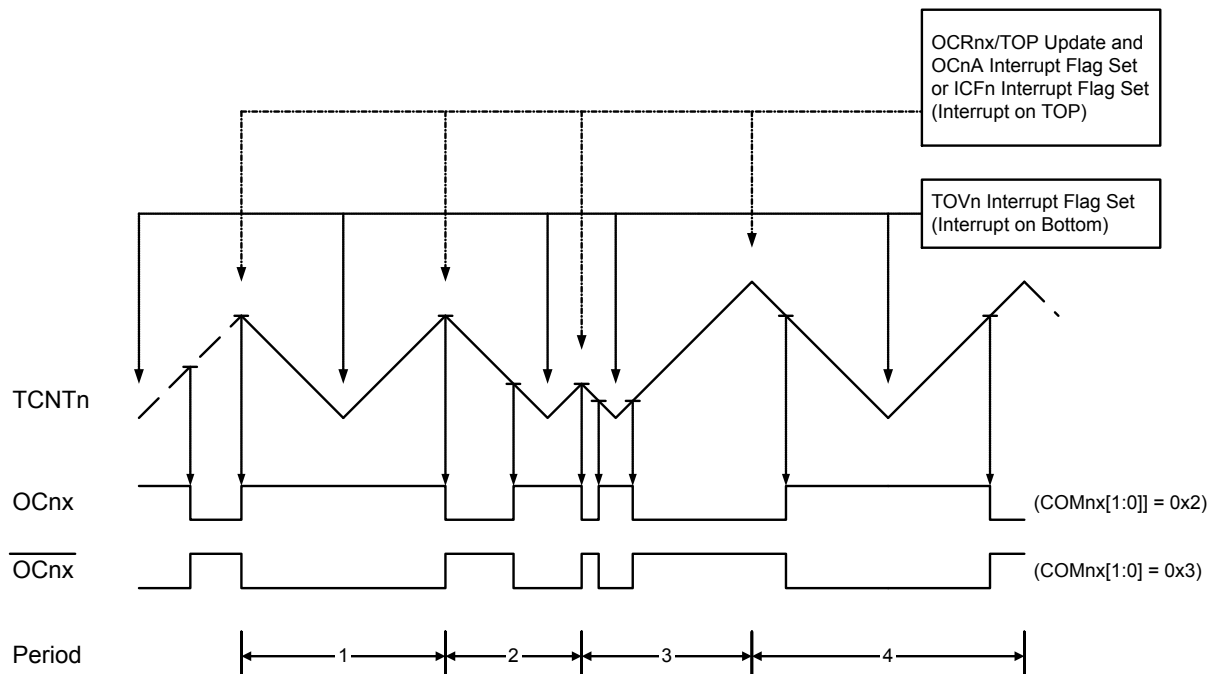 OCRnx/TOP Update and
OCnA Interrupt Flag Set
or ICFn Interrupt Flag Set
(Interrupt on TOP)
TOVn Interrupt Flag Set
(Interrupt on Bottom)
TCNTn
OCnx
(COMnx[1:0]] = 0x2)
OCnx
(COMnx[1:0] = 0x3)
Period
1
2
3
4